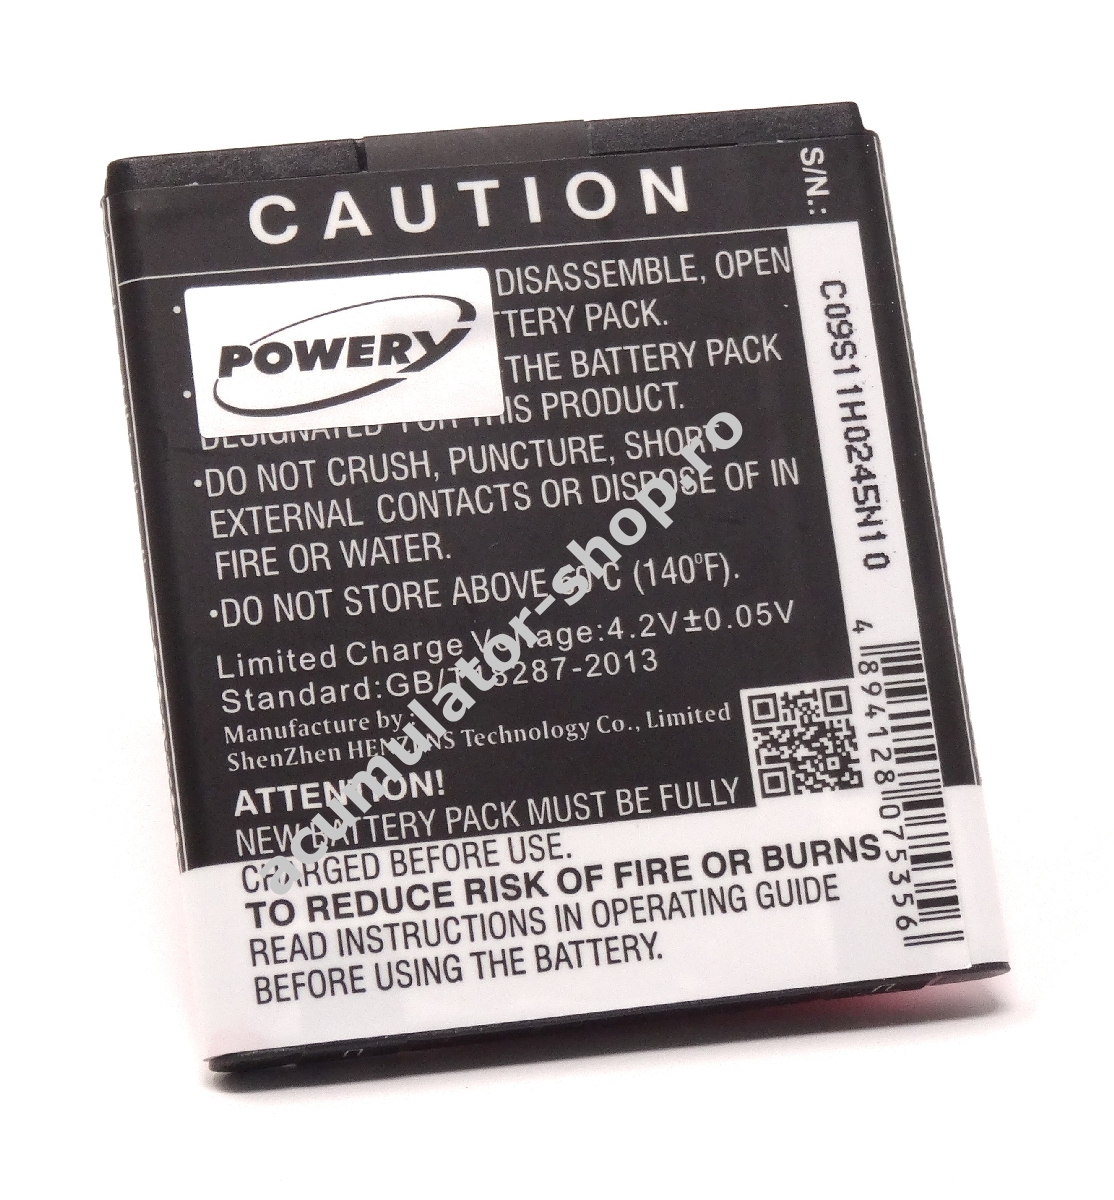 CAUTION
DISASSEMBLE, OPEN
TTERY PACK.
THE BATTERY PACK
DESIGNATED FOR THIS PRODUCT.
POWERY
•DO NOT CRUSH, PUNCTURE, SHORT
EXTERNAL CONTACTS OR DISPOSE OF IN
FIRE OR WATER.
•DO NOT STORE ABOVE 60°C (140°F).
Limited Charge Voltage:4.2V±0.05V
Standard:GB/T18287-2013
Manufacture by:
ShenZhen Technology Co., Limited
ATTENTION!
NEW BATTERY PACK MUST BE FULLY
CHARGED BEFORE USE.
TO REDUCE RISK OF FIRE OR BURNS,
READ INSTRUCTIONS IN OPERATING GUIDE
BEFORE USING THE BATTERY.
S/N.:
C09S11H0245N10
4 894128 075356
acumulator-shop.ro